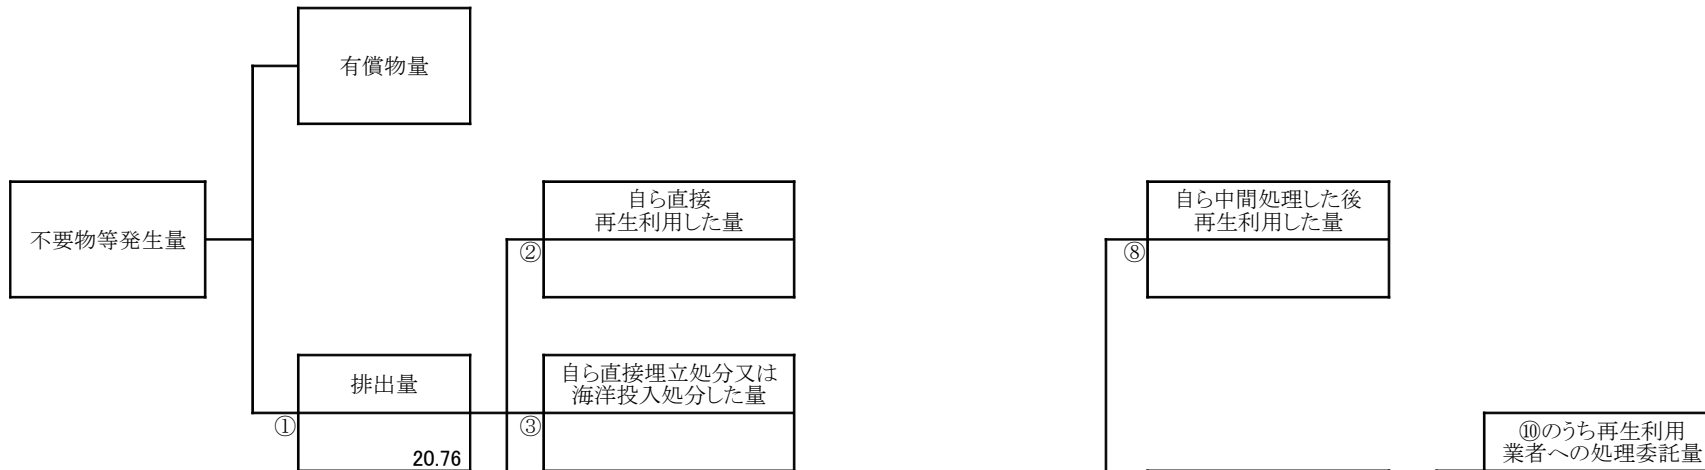 有償物量
不要物等発生量
自ら直接
再生利用した量
②
自ら中間処理した後
再生利用した量
⑧
排出量
①
20.76
自ら直接埋立処分又は
海洋投入処分した量
③
⑩のうち再生利用
業者への処理委託量